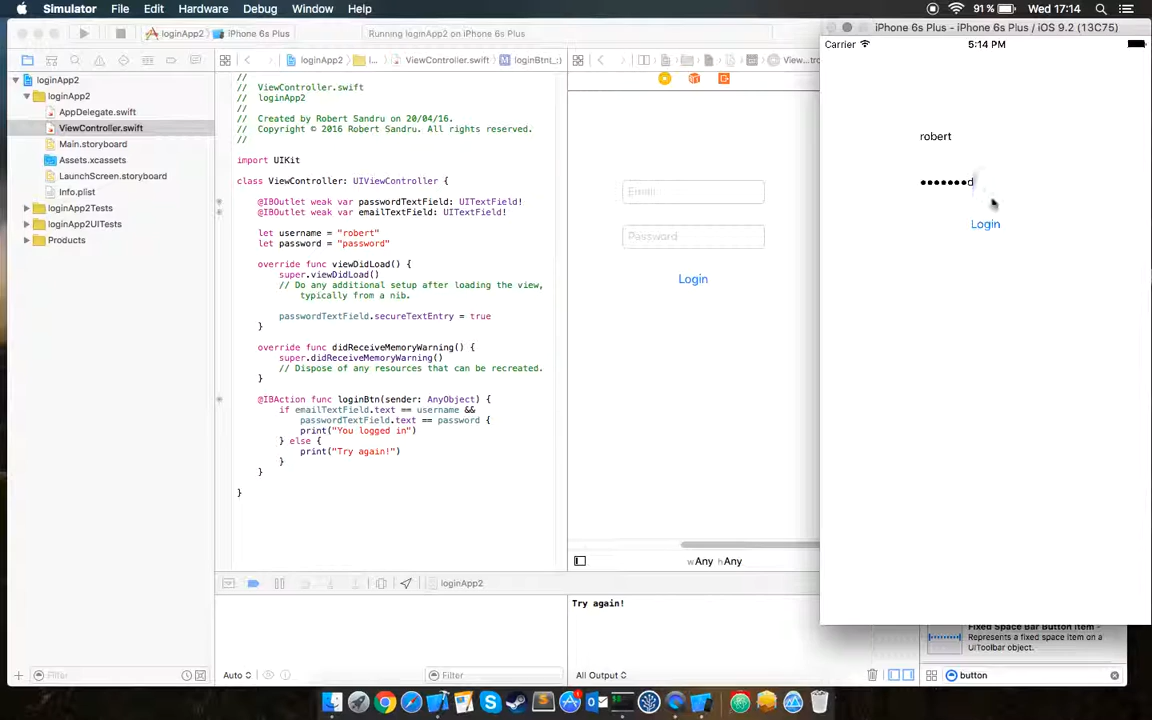 Simulator File Edit Hardware Debug Window Help
91% Wed 17:14
loginApp2 iPhone 6s Plus
Running loginApp2 on iPhone 6s Plus
iPhone 6s Plus - iPhone 6s Plus / iOS 9.2 (13C75)
Carrier 5:14 PM
robert
•••••••d
Login
loginApp2
loginApp2
AppDelegate.swift
ViewController.swift
Main.storyboard
Assets.xcassets
LaunchScreen.storyboard
Info.plist
loginApp2Tests
loginApp2UITests
Products
Filter
loginApp2 ViewController.swift loginBtn(_:)
//
//  ViewController.swift
//  loginApp2
//
//  Created by Robert Sandru on 20/04/16.
//  Copyright © 2016 Robert Sandru. All rights reserved.
//
import UIKit
class ViewController: UIViewController {
@IBOutlet weak var passwordTextField: UITextField!
@IBOutlet weak var emailTextField: UITextField!
let username = "robert"
let password = "password"
override func viewDidLoad() {
super.viewDidLoad()
// Do any additional setup after loading the view,
typically from a nib.
passwordTextField.secureTextEntry = true
}
override func didReceiveMemoryWarning() {
super.didReceiveMemoryWarning()
// Dispose of any resources that can be recreated.
}
@IBAction func loginBtn(sender: AnyObject) {
if emailTextField.text == username &&
passwordTextField.text == password {
print("You logged in")
} else {
print("Try again!")
}
}
}
Email
Password
Login
wAny hAny
loginApp2
Try again!
Auto
Filter
All Output
Fixed Space Bar Button Item -
Represents a fixed space item on a
UIToolbar object.
button